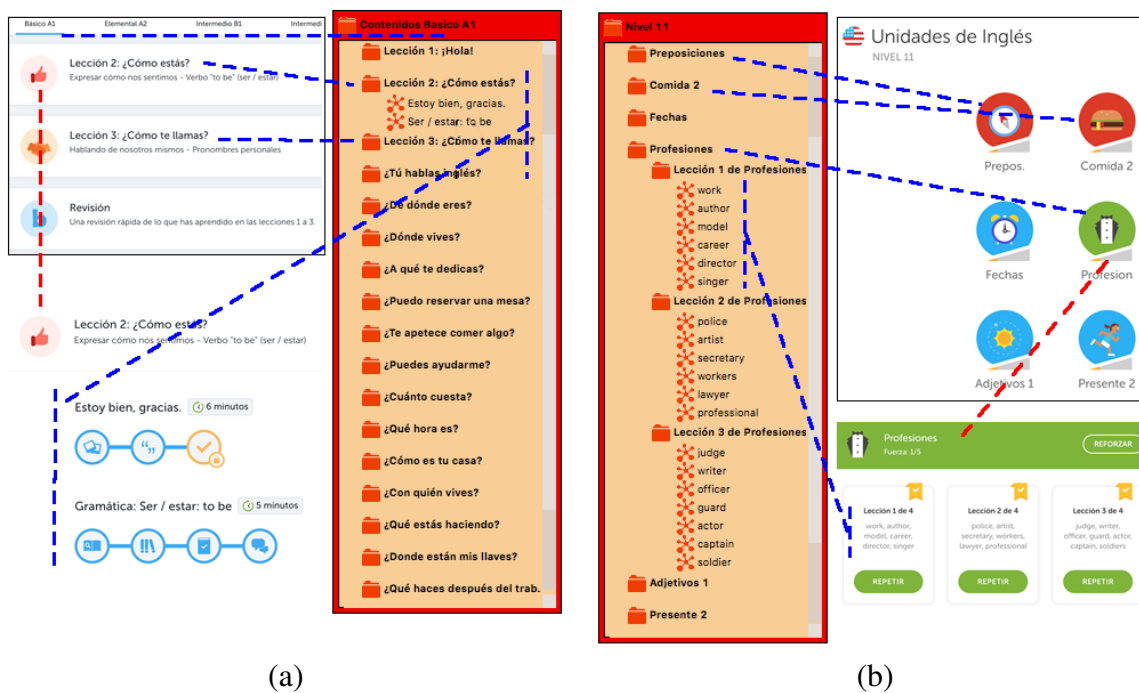 Básico A1
Elemental A2
Intermedio B1
Intermedi
Lección 2: ¿Cómo estás?
Expresar cómo nos sentimos - Verbo "to be" (ser / estar)
Lección 3: ¿Cómo te llamas?
Hablando de nosotros mismos - Pronombres personales
Revisión
Una revisión rápida de lo que has aprendido en las lecciones 1 a 3.
Lección 2: ¿Cómo estás?
Expresar cómo nos sentimos - Verbo "to be" (ser / estar)
Estoy bien, gracias.
6 minutos
Gramática: Ser / estar: to be
5 minutos
Contenidos Basico A1
Lección 1: ¡Hola!
Lección 2: ¿Cómo estás?
Estoy bien, gracias.
Ser / estar: to be
Lección 3: ¿Cómo te llamas?
¿Tú hablas inglés?
¿De dónde eres?
¿Dónde vives?
¿A qué te dedicas?
¿Puedo reservar una mesa?
¿Te apetece comer algo?
¿Puedes ayudarme?
¿Cuánto cuesta?
¿Qué hora es?
¿Cómo es tu casa?
¿Con quién vives?
¿Qué estás haciendo?
¿Donde están mis llaves?
¿Qué haces después del trab.
(a)
Nivel 11
Preposiciones
Comida 2
Fechas
Profesiones
Lección 1 de Profesiones
work
author
model
career
director
singer
Lección 2 de Profesiones
police
artist
secretary
workers
lawyer
professional
Lección 3 de Profesiones
judge
writer
officer
guard
actor
captain
soldier
Adjetivos 1
Presente 2
Unidades de Inglés
NIVEL 11
Prepos.
Comida 2
Fechas
Profesion
Adjetivos 1
Presente 2
Profesiones
Fuerza: 1/5
REFORZAR
Lección 1 de 4
work, author,
model, career,
director, singer
REPETIR
Lección 2 de 4
police, artist,
secretary, workers,
lawyer, professional
REPETIR
Lección 3 de 4
judge, writer,
officer, guard, actor,
captain, soldiers
REPETIR
(b)